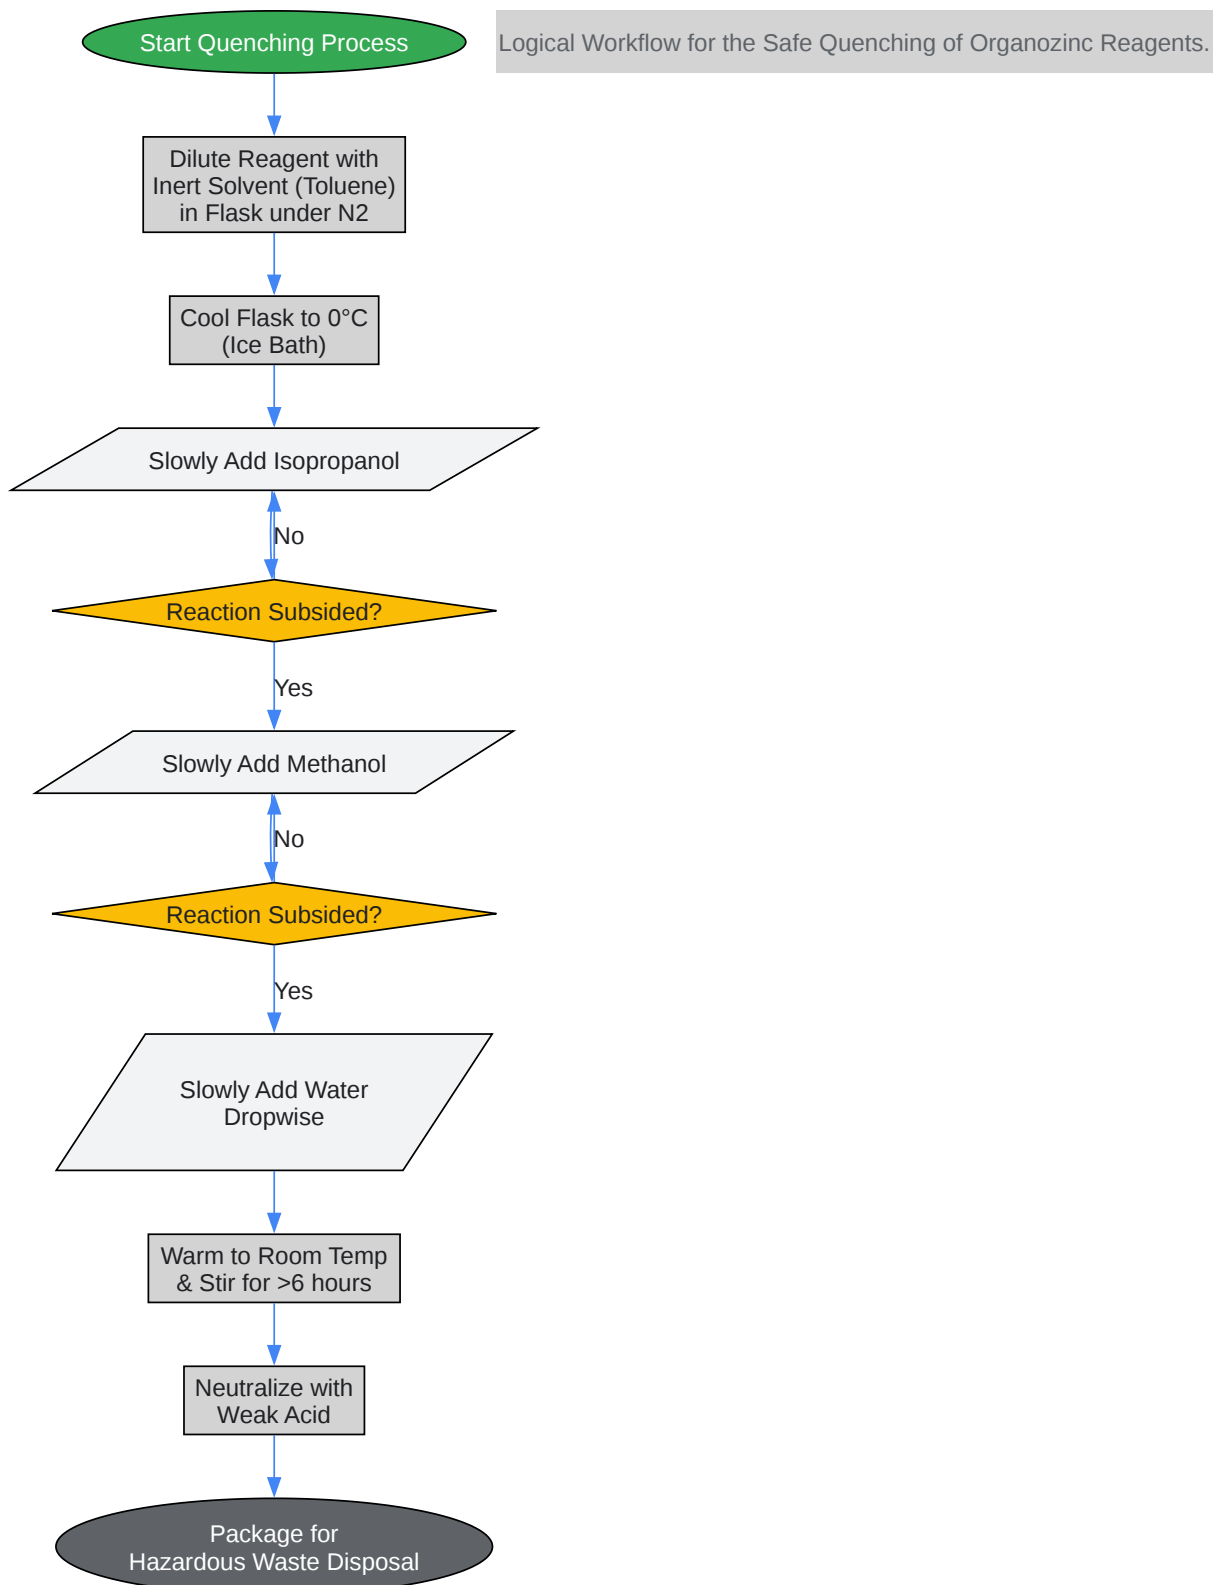 Start Quenching Process
Logical Workflow for the Safe Quenching of Organozinc Reagents.
Dilute Reagent with
Inert Solvent (Toluene)
in Flask under N2
Cool Flask to 0°C
(Ice Bath)
Slowly Add Isopropanol
No
Reaction Subsided?
Yes
Slowly Add Methanol
No
Reaction Subsided?
Yes
Slowly Add Water
Dropwise
Warm to Room Temp
& Stir for >6 hours
Neutralize with
Weak Acid
Package for
Hazardous Waste Disposal